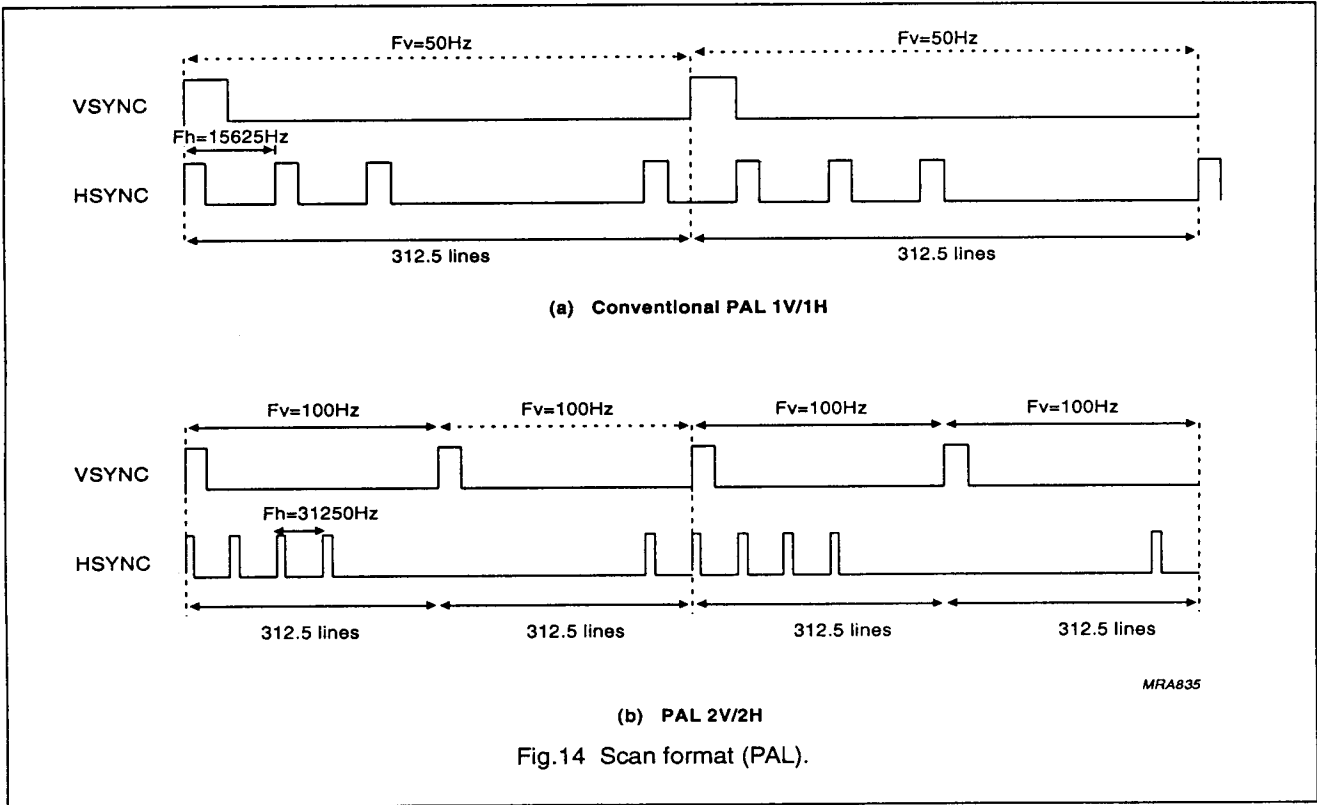 Fv=50Hz Fv=50Hz
VSYNC
Fh=15625Hz
HSYNC
312.5 lines 312.5 lines
(a) Conventional PAL 1V/1H
Fv=100Hz Fv=100Hz Fv=100Hz Fv=100Hz
VSYNC
Fh=31250Hz
HSYNC
312.5 lines 312.5 lines 312.5 lines 312.5 lines
MRA835
(b) PAL 2V/2H
Fig.14 Scan format (PAL).